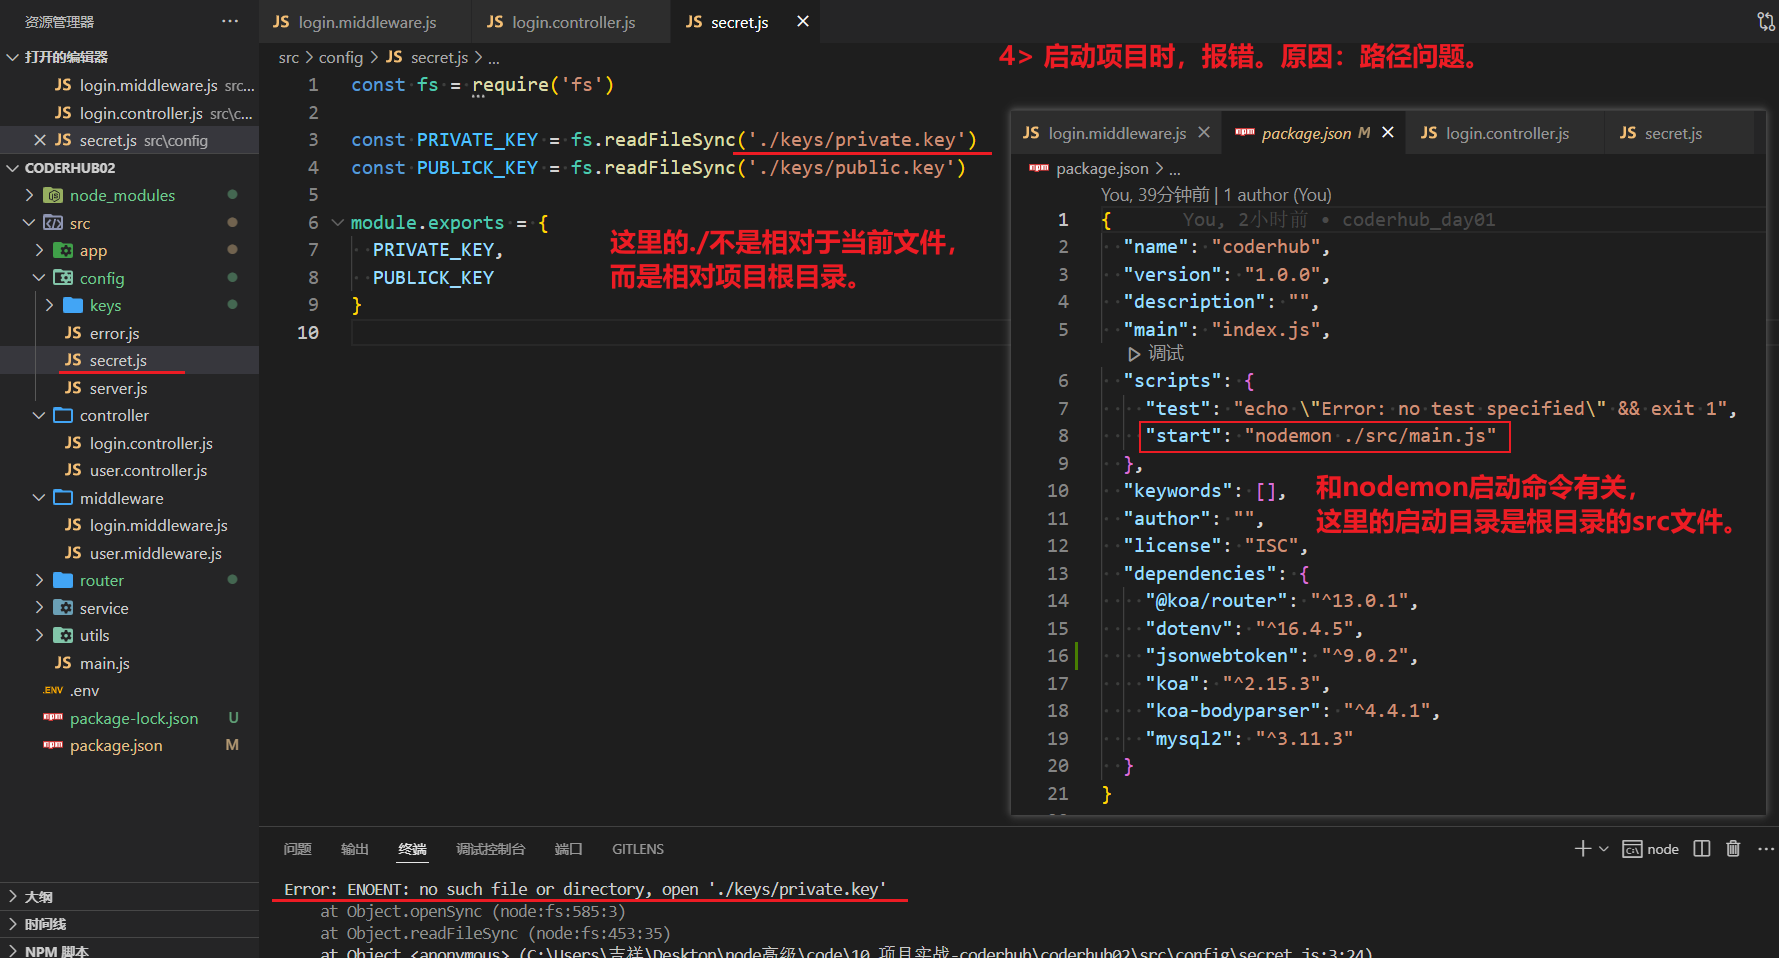 资源管理器
打开的编辑器
JS login.middleware.js src...
JS login.controller.js src\c...
JS secret.js src\config
CODERHUB02
node_modules
src
app
config
keys
JS error.js
JS secret.js
JS server.js
controller
JS login.controller.js
JS user.controller.js
middleware
JS login.middleware.js
JS user.middleware.js
router
service
utils
JS main.js
.ENV .env
npm package-lock.json U
npm package.json M
大纲
时间线
NPM 脚本
JS login.middleware.js
JS login.controller.js
JS secret.js
src > config > JS secret.js > ...
1 const fs = require('fs')
2
3 const PRIVATE_KEY = fs.readFileSync('./keys/private.key')
4 const PUBLICK_KEY = fs.readFileSync('./keys/public.key')
5
6 module.exports = {
7 PRIVATE_KEY,
8 PUBLICK_KEY
9 }
10
这里的./不是相对于当前文件，
而是相对项目根目录。
4> 启动项目时，报错。原因：路径问题。
JS login.middleware.js
npm package.json M
JS login.controller.js
JS secret.js
npm package.json > ...
You, 39分钟前 | 1 author (You)
1 { You, 2小时前 • coderhub_day01
2 "name": "coderhub",
3 "version": "1.0.0",
4 "description": "",
5 "main": "index.js",
调试
6 "scripts": {
7 "test": "echo \"Error: no test specified\" && exit 1",
8 "start": "nodemon ./src/main.js"
9 },
10 "keywords": [],
11 "author": "",
12 "license": "ISC",
13 "dependencies": {
14 "@koa/router": "^13.0.1",
15 "dotenv": "^16.4.5",
16 "jsonwebtoken": "^9.0.2",
17 "koa": "^2.15.3",
18 "koa-bodyparser": "^4.4.1",
19 "mysql2": "^3.11.3"
20 }
21 }
和nodemon启动命令有关，
这里的启动目录是根目录的src文件。
问题 输出 终端 调试控制台 端口 GITLENS
node
Error: ENOENT: no such file or directory, open './keys/private.key'
at Object.openSync (node:fs:585:3)
at Object.readFileSync (node:fs:453:35)
at Object.<anonymous> (C:\Users\吉祥\Desktop\node高级\code\10_项目实战-coderhub\coderhub02\src\config\secret.js:3:24)